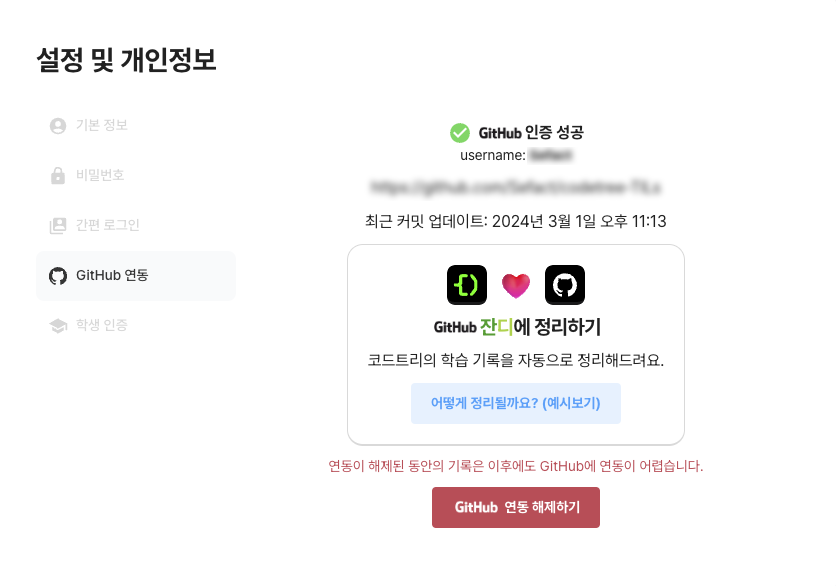 설정 및 개인정보
기본 정보
비밀번호
간편 로그인
GitHub 연동
학생 인증
GitHub 인증 성공
username:
최근 커밋 업데이트: 2024년 3월 1일 오후 11:13
GitHub 잔디에 정리하기
코드트리의 학습 기록을 자동으로 정리해드려요.
어떻게 정리될까요? (예시보기)
연동이 해제된 동안의 기록은 이후에도 GitHub에 연동이 어렵습니다.
GitHub 연동 해제하기